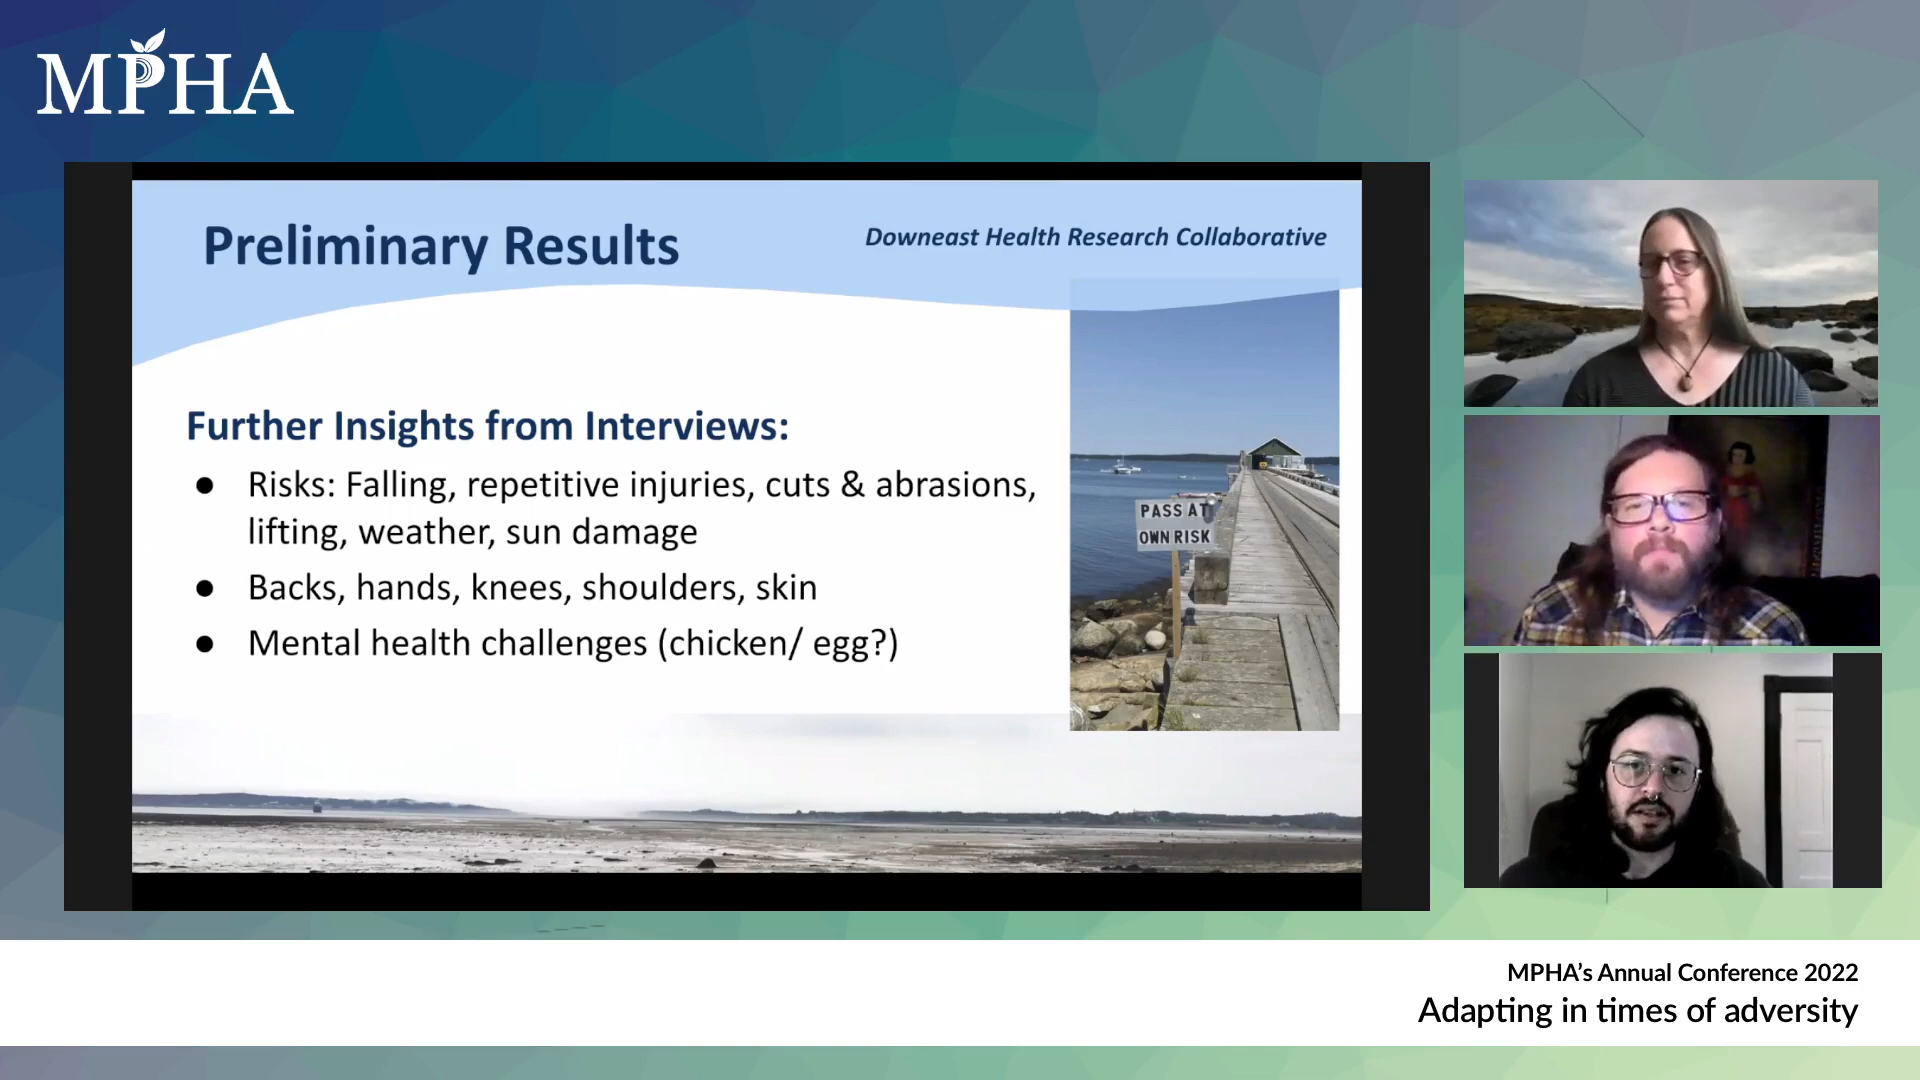 MPHA
Preliminary Results
Downeast Health Research Collaborative
Further Insights from Interviews:
● Risks: Falling, repetitive injuries, cuts & abrasions,
lifting, weather, sun damage
● Backs, hands, knees, shoulders, skin
● Mental health challenges (chicken/ egg?)
PASS AT
OWN RISK
MPHA’s Annual Conference 2022
Adapting in times of adversity